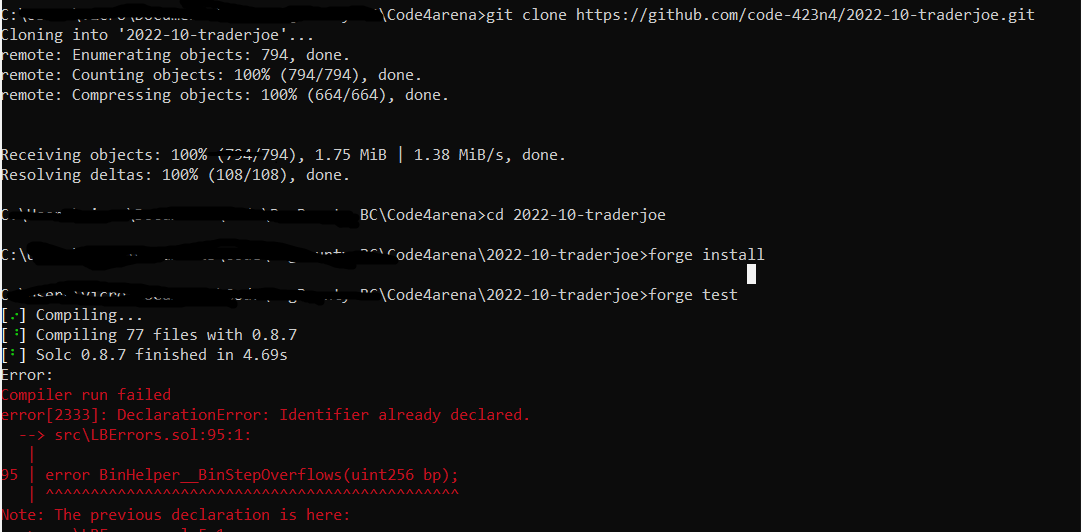 C:\Code4arena>git clone https://github.com/code-423n4/2022-10-traderjoe.git
Cloning into '2022-10-traderjoe'...
remote: Enumerating objects: 794, done.
remote: Counting objects: 100% (794/794), done.
remote: Compressing objects: 100% (664/664), done.
Receiving objects: 100% (794/794), 1.75 MiB | 1.38 MiB/s, done.
Resolving deltas: 100% (108/108), done.
BC\Code4arena>cd 2022-10-traderjoe
C:\ \Code4arena\2022-10-traderjoe>forge install
BC\Code4arena\2022-10-traderjoe>forge test
[⠔] Compiling...
[⠘] Compiling 77 files with 0.8.7
[⠃] Solc 0.8.7 finished in 4.69s
Error:
Compiler run failed
error[2333]: DeclarationError: Identifier already declared.
--> src\LBErrors.sol:95:1:
|
95 | error BinHelper__BinStepOverflows(uint256 bp);
| ^^^^^^^^^^^^^^^^^^^^^^^^^^^^^^^^^^^^^^^^^^^^^^
Note: The previous declaration is here: